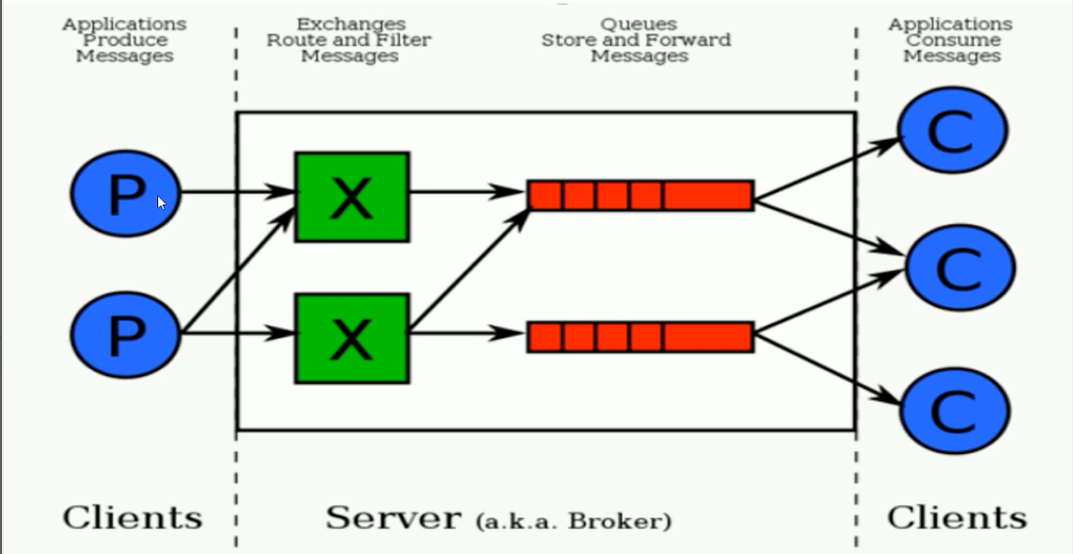 Applications
Produce
Messages
Exchanges
Route and Filter
Messages
Queues
Store and Forward
Messages
Applications
Consume
Messages
P
X
C
C
P
X
C
Clients
Server (a.k.a. Broker)
Clients